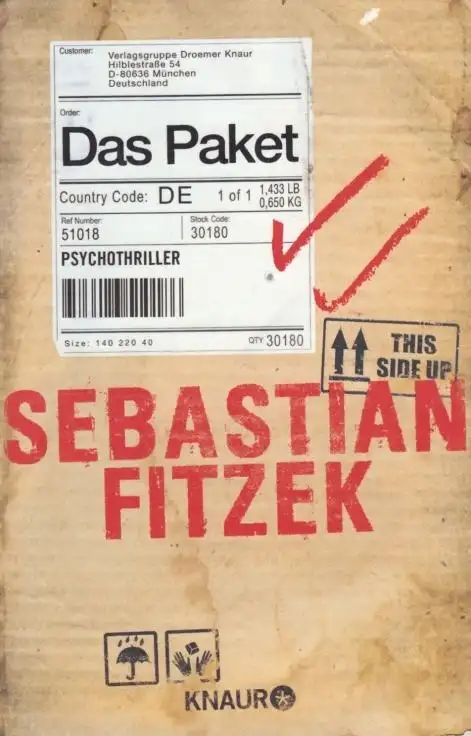 Customer:
Verlagsgruppe Droemer Knaur
Hilblestraße 54
D-80636 München
Deutschland
Order:
Das Paket
Country Code: DE 1 of 1 1,433 LB
0,650 KG
Ref Number: Stock Code:
51018 30180
PSYCHOTHRILLER
Size: 140 220 40 QTY 30180
THIS
SIDE UP
SEBASTIAN
FITZEK
KNAUR